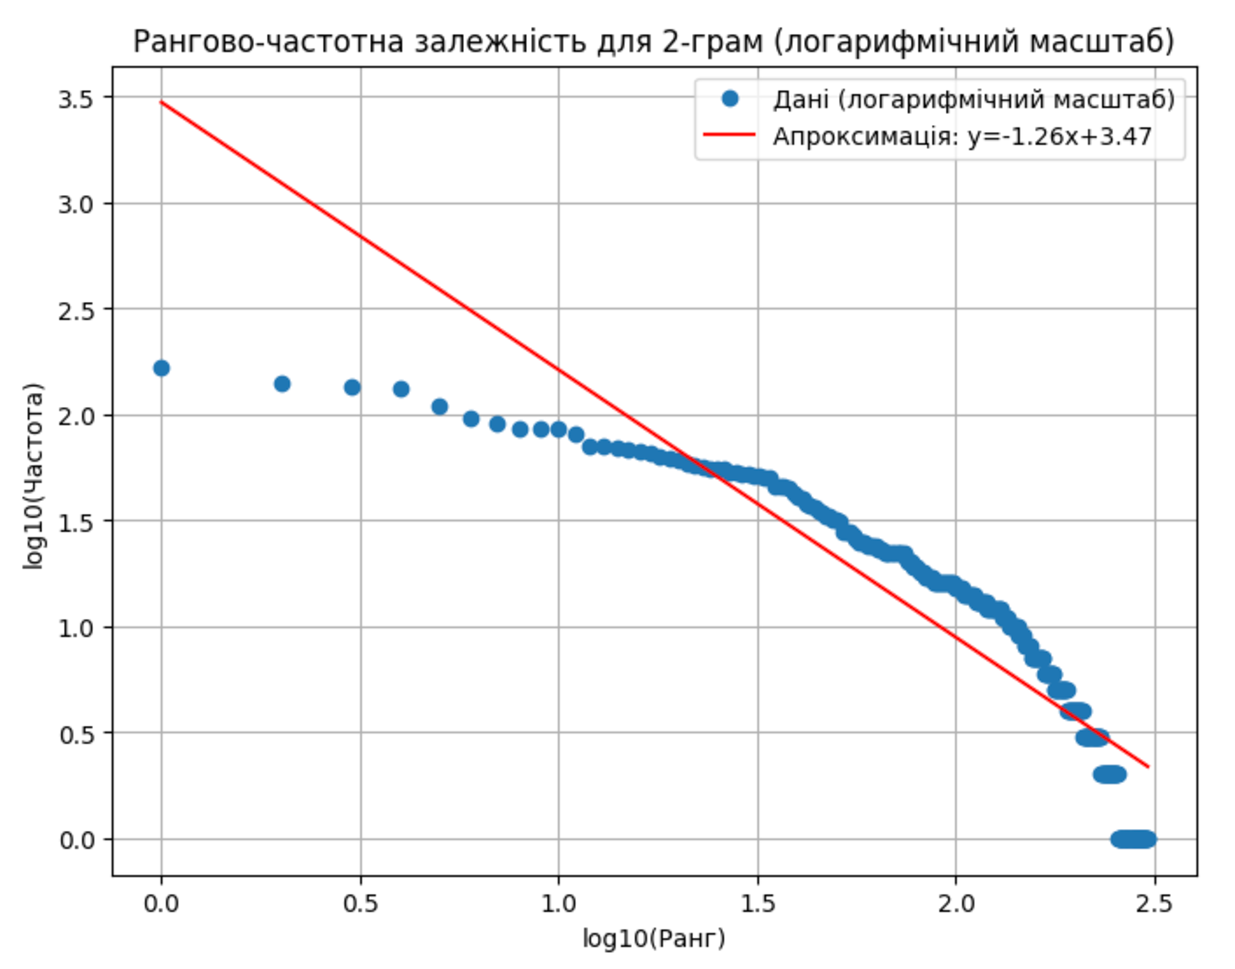 Рангово-частотна залежність для 2-грам (логарифмічний масштаб)
Дані (логарифмічний масштаб)
Апроксимація: y=-1.26x+3.47
log10(Частота)
3.5
3.0
2.5
2.0
1.5
1.0
0.5
0.0
0.0 0.5 1.0 1.5 2.0 2.5
log10(Ранг)